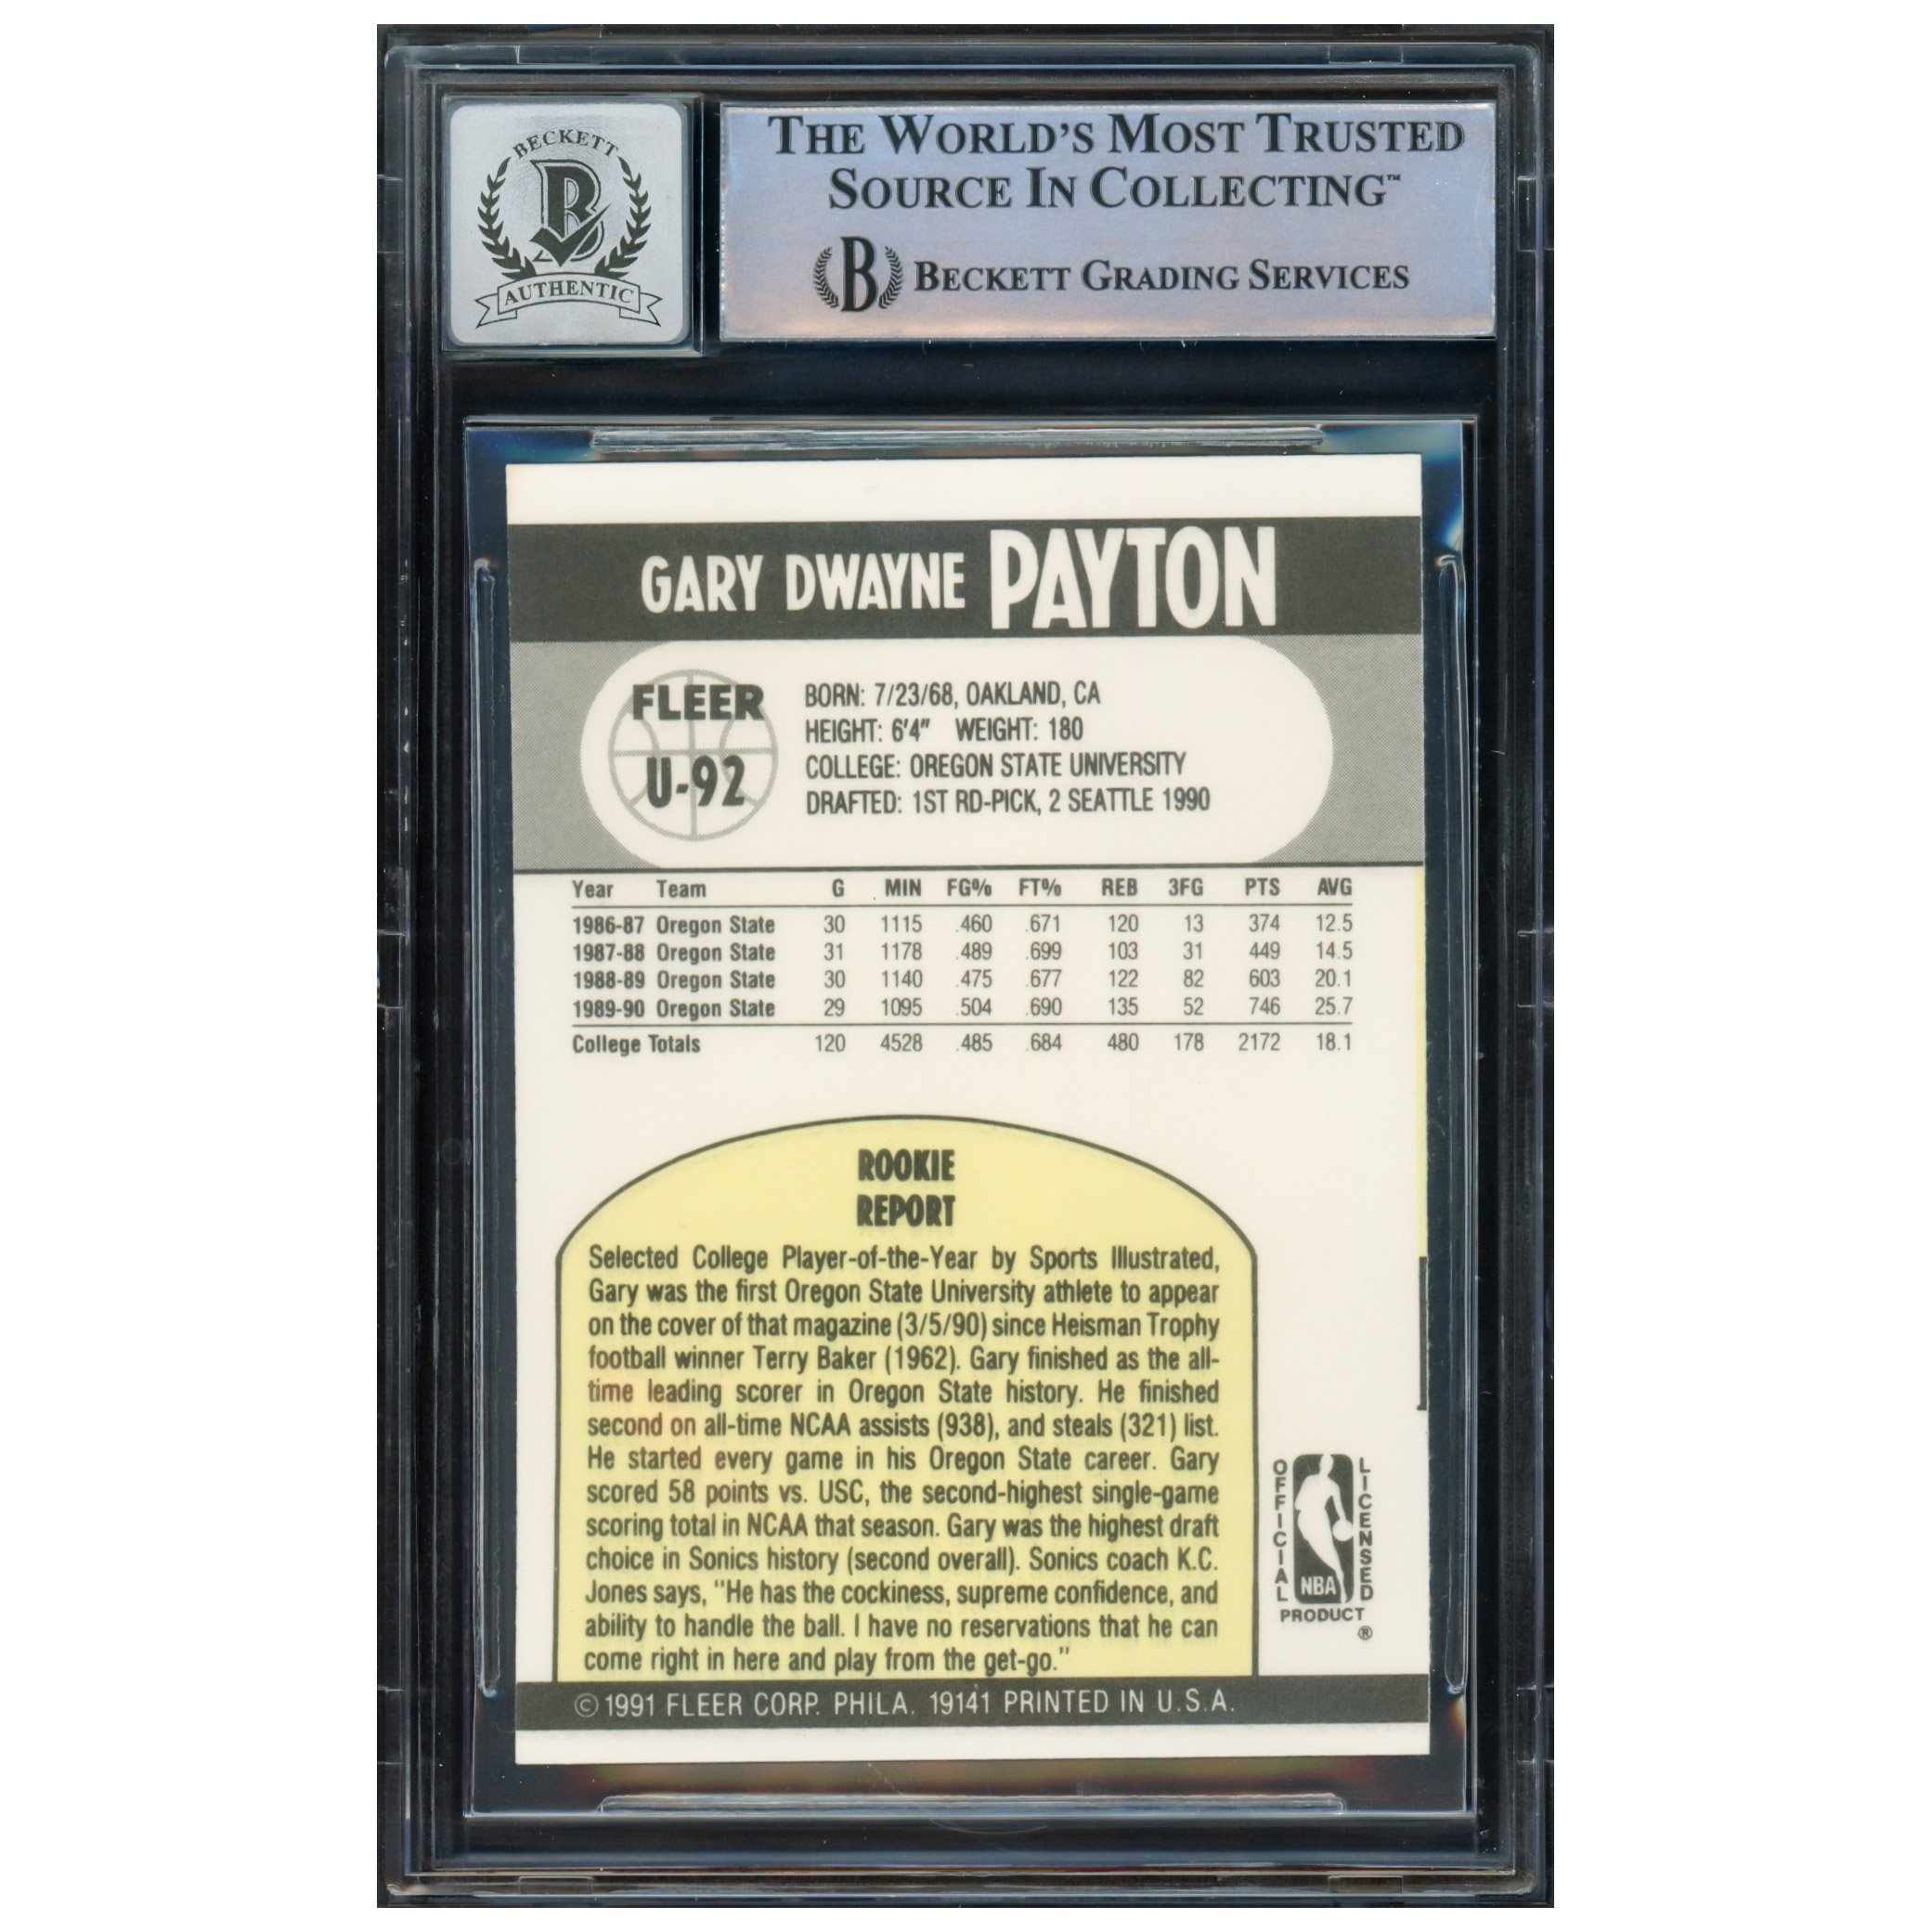 BECKETT
B
AUTHENTIC
THE WORLD'S MOST TRUSTED
SOURCE IN COLLECTING™
B BECKETT GRADING SERVICES
GARY DWAYNE PAYTON
FLEER
U-92
BORN: 7/23/68, OAKLAND, CA
HEIGHT: 6'4" WEIGHT: 180
COLLEGE: OREGON STATE UNIVERSITY
DRAFTED: 1ST RD-PICK, 2 SEATTLE 1990
Year Team G MIN FG% FT% REB 3FG PTS AVG
1986-87 Oregon State 30 1115 .460 .671 120 13 374 12.5
1987-88 Oregon State 31 1178 .489 .699 103 31 449 14.5
1988-89 Oregon State 30 1140 .475 .677 122 82 603 20.1
1989-90 Oregon State 29 1095 .504 .690 135 52 746 25.7
College Totals 120 4528 .485 .684 480 178 2172 18.1
ROOKIE
REPORT
Selected College Player-of-the-Year by Sports Illustrated,
Gary was the first Oregon State University athlete to appear
on the cover of that magazine (3/5/90) since Heisman Trophy
football winner Terry Baker (1962). Gary finished as the all-
time leading scorer in Oregon State history. He finished
second on all-time NCAA assists (938), and steals (321) list.
He started every game in his Oregon State career. Gary
scored 58 points vs. USC, the second-highest single-game
scoring total in NCAA that season. Gary was the highest draft
choice in Sonics history (second overall). Sonics coach K.C.
Jones says, "He has the cockiness, supreme confidence, and
ability to handle the ball. I have no reservations that he can
come right in here and play from the get-go."
OFFICIAL
LICENSED
NBA
PRODUCT
®
© 1991 FLEER CORP. PHILA. 19141 PRINTED IN U.S.A.